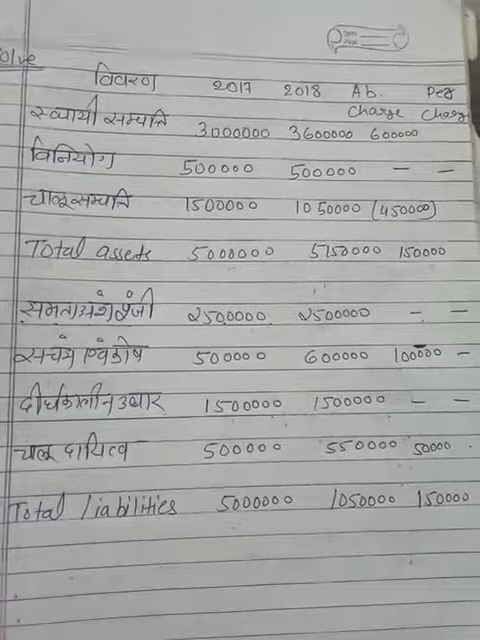 olve
विवरण 2017 2018 Ab. Per
Charge Charge
स्थायी सम्पत्ति 3000000 3600000 600000
विनियोग 500000 500000 — —
चालू सम्पत्ति 1500000 1050000 (450000)
Total assets 5000000 5150000 150000
समता अंश पूंजी 2500000 2500000 — —
संचय एवं कोष 500000 600000 100000 —
दीर्घकालीन उधार 1500000 1500000 — —
चालू दायित्व 500000 550000 50000
Total liabilities 5000000 1050000 150000